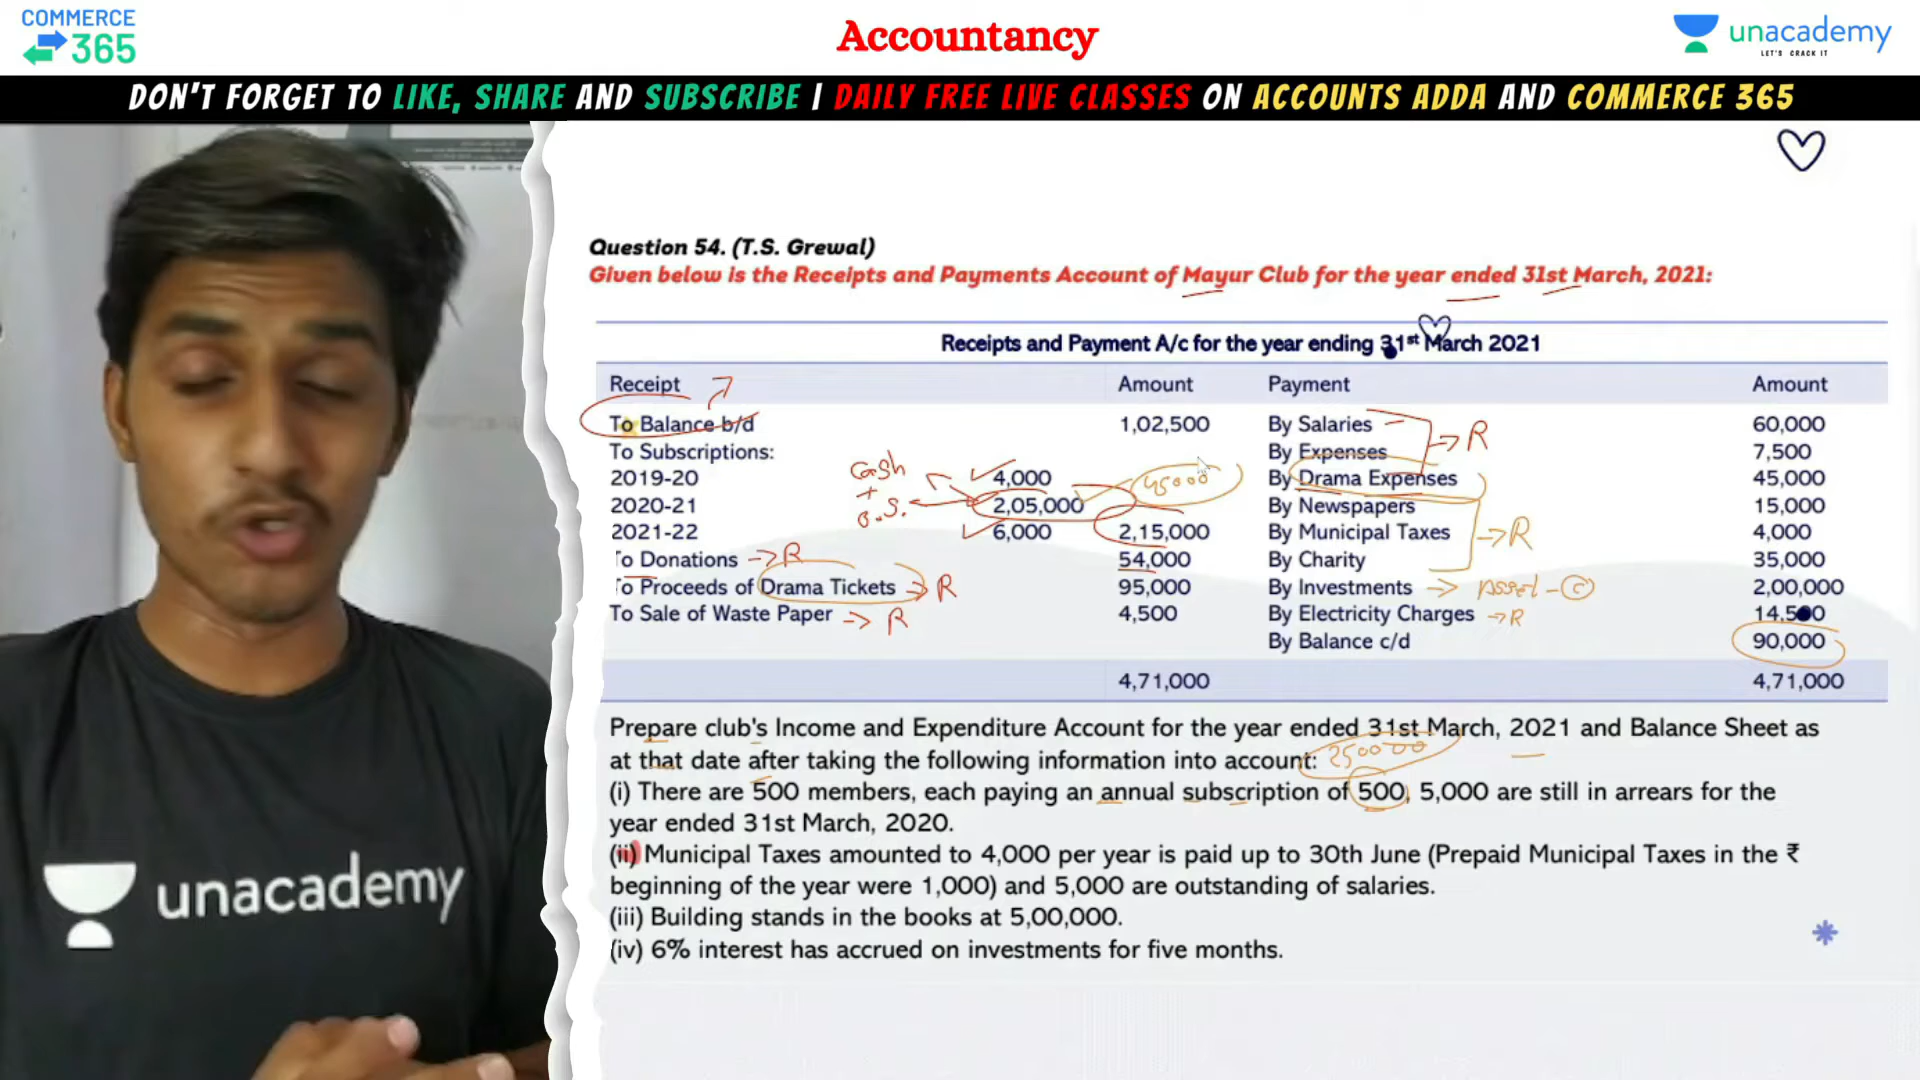 COMMERCE
365
Accountancy
unacademy
LET'S CRACK IT
DON'T FORGET TO LIKE, SHARE AND SUBSCRIBE | DAILY FREE LIVE CLASSES ON ACCOUNTS ADDA AND COMMERCE 365
Question 54. (T.S. Grewal)
Given below is the Receipts and Payments Account of Mayur Club for the year ended 31st March, 2021:
Receipts and Payment A/c for the year ending 31st March 2021
Receipt Amount Payment Amount
To Balance b/d 1,02,500 By Salaries 60,000
To Subscriptions: By Expenses → R 7,500
2019-20 Cash 4,000 45000 By Drama Expenses 45,000
2020-21 + O.S. 2,05,000 By Newspapers 15,000
2021-22 6,000 2,15,000 By Municipal Taxes → R 4,000
To Donations → R 54,000 By Charity 35,000
To Proceeds of Drama Tickets → R 95,000 By Investments → Asset - C 2,00,000
To Sale of Waste Paper → R 4,500 By Electricity Charges → R 14,500
By Balance c/d 90,000
4,71,000 4,71,000
Prepare club's Income and Expenditure Account for the year ended 31st March, 2021 and Balance Sheet as
at that date after taking the following information into account: 250000
(i) There are 500 members, each paying an annual subscription of 500, 5,000 are still in arrears for the
year ended 31st March, 2020.
(ii) Municipal Taxes amounted to 4,000 per year is paid up to 30th June (Prepaid Municipal Taxes in the ₹
beginning of the year were 1,000) and 5,000 are outstanding of salaries.
(iii) Building stands in the books at 5,00,000.
(iv) 6% interest has accrued on investments for five months.
unacademy